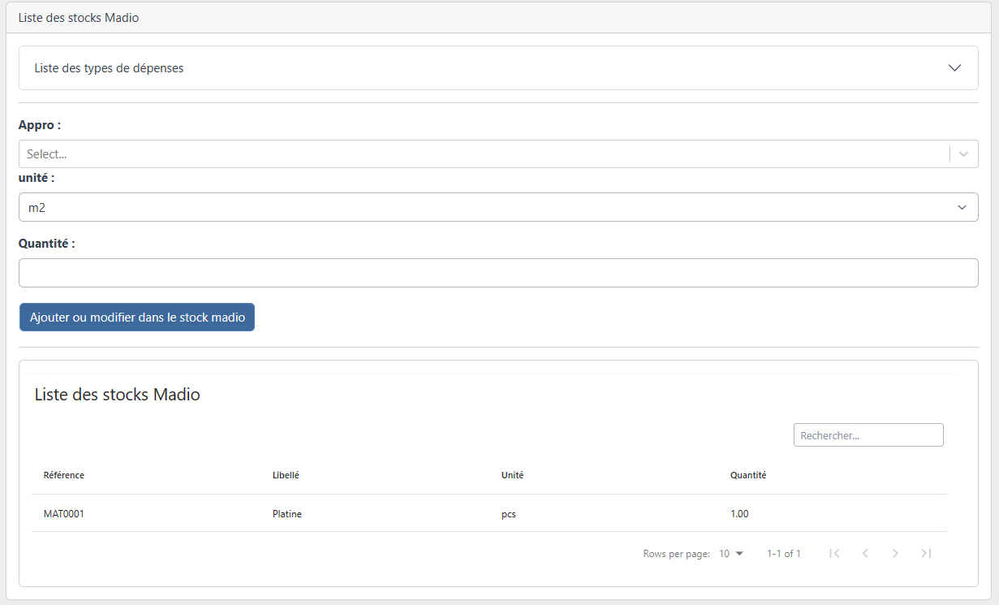 Liste des stocks Madio
Liste des types de dépenses
Appro :
Select...
unité :
m2
Quantité :
Ajouter ou modifier dans le stock madio
Liste des stocks Madio
Rechercher...
Référence Libellé Unité Quantité
MAT0001 Platine pcs 1.00
Rows per page: 10 1-1 of 1